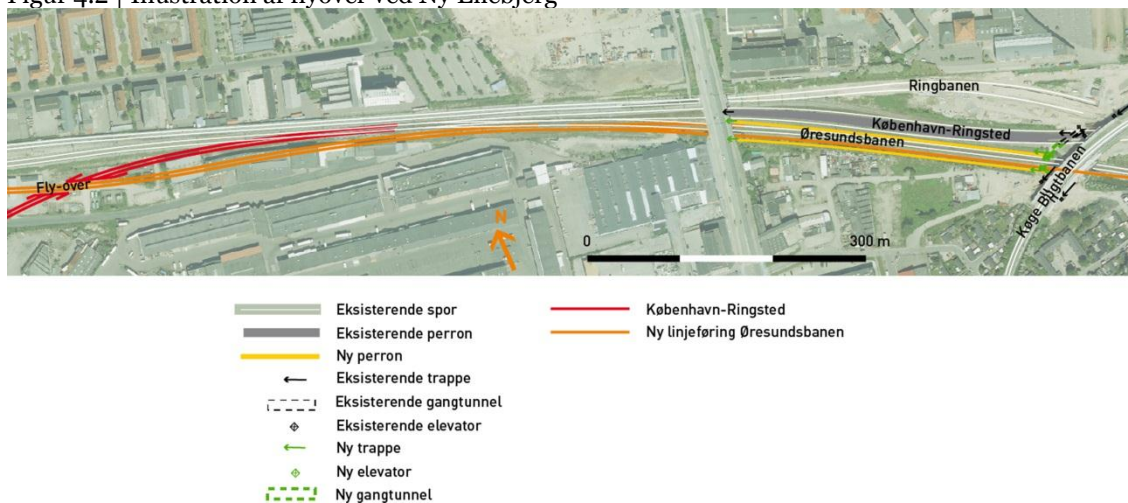 Figur 4.2 | Illustration af flyover ved Ny Ellebjerg
Ringbanen
København-Ringsted
Øresundsbanen
Køge Bugtbanen
Fly-over
N
0
300 m
Eksisterende spor
Eksisterende perron
Ny perron
Eksisterende trappe
Eksisterende gangtunnel
Eksisterende elevator
Ny trappe
Ny elevator
Ny gangtunnel
København-Ringsted
Ny linjeføring Øresundsbanen